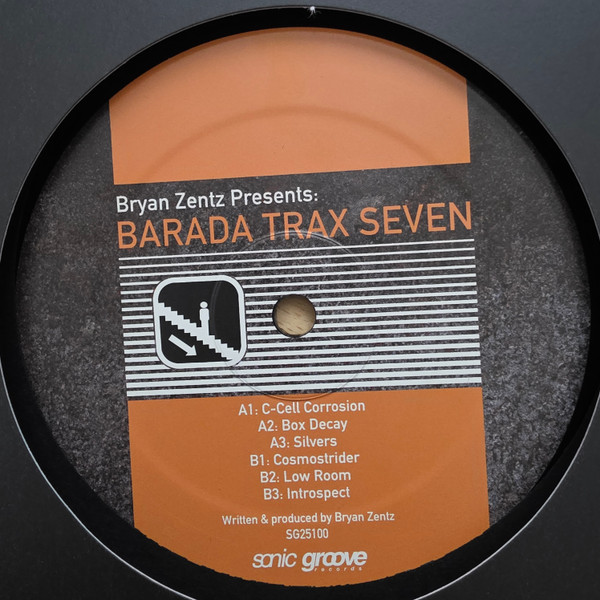 Bryan Zentz Presents:
BARADA TRAX SEVEN
A1: C-Cell Corrosion
A2: Box Decay
A3: Silvers
B1: Cosmostrider
B2: Low Room
B3: Introspect
Written & produced by Bryan Zentz
SG25100
sonic groove
records